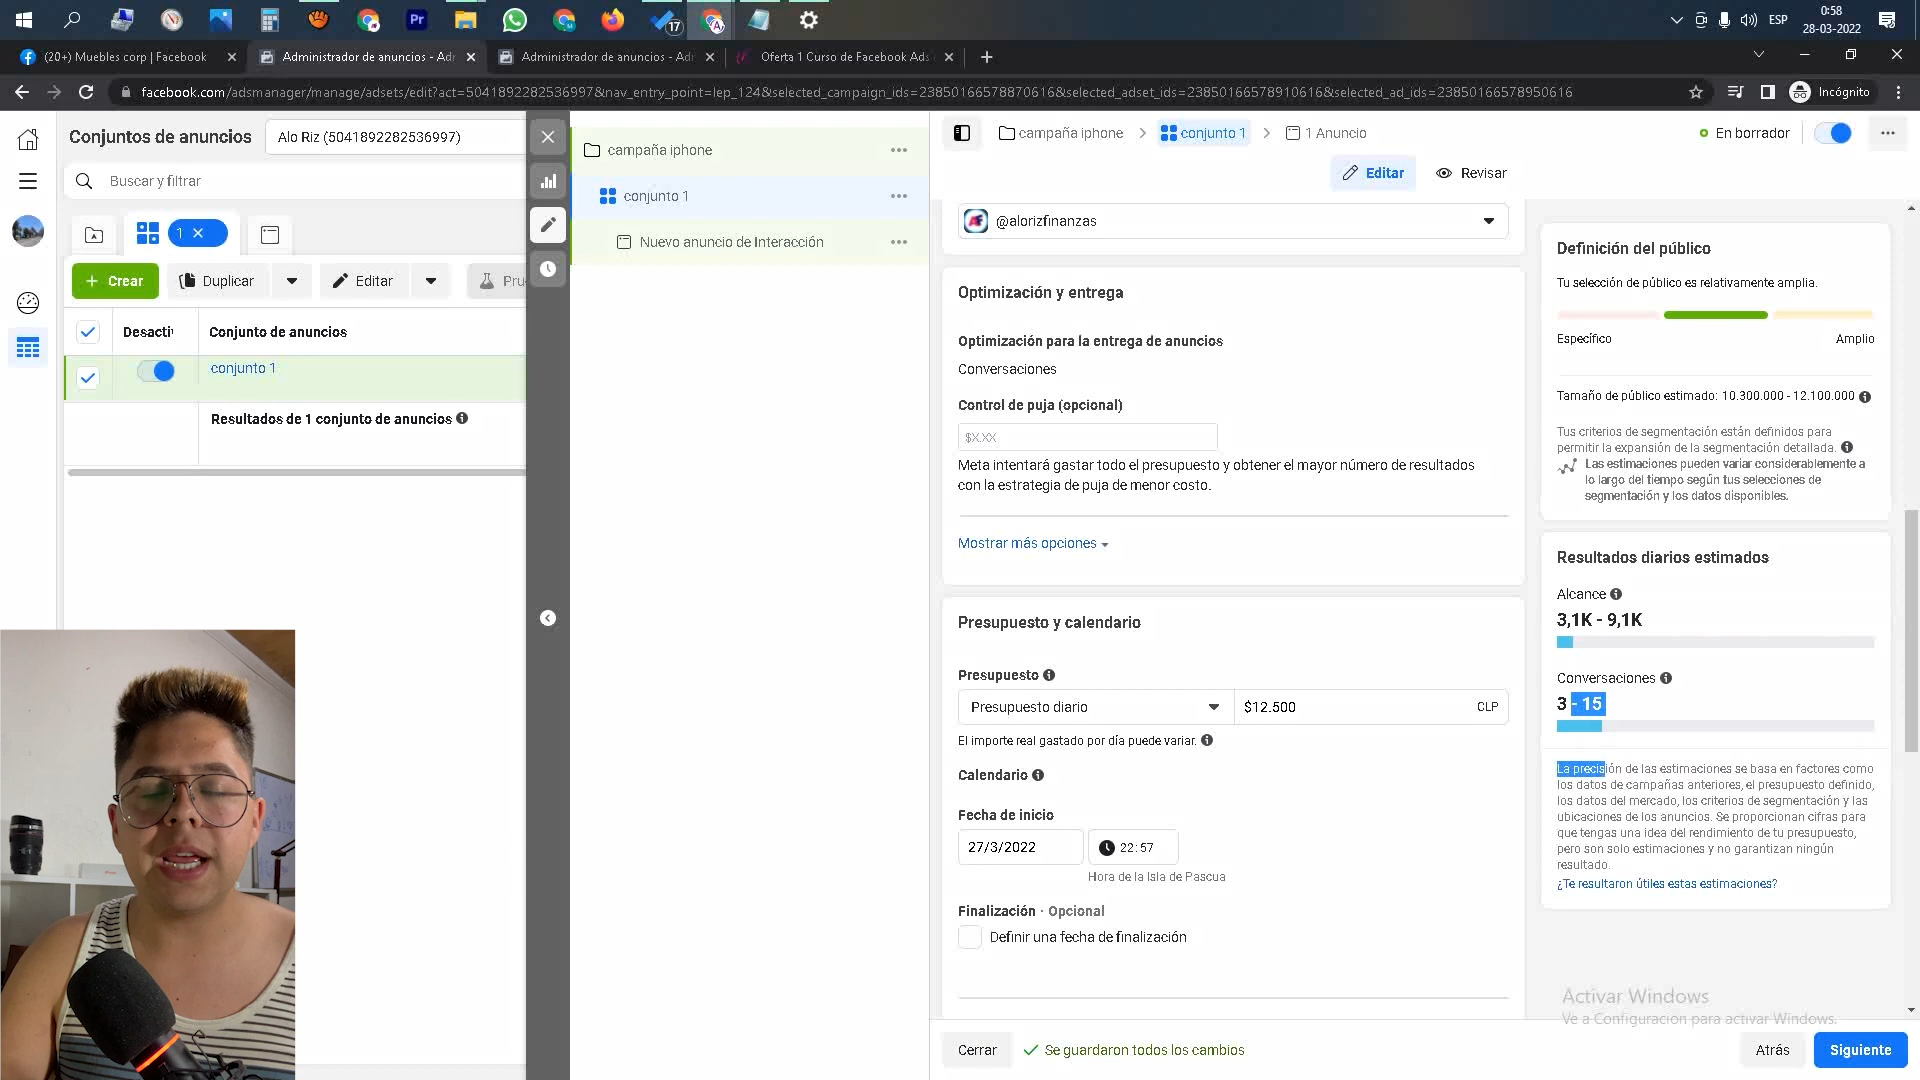 17
ESP
0:58
28-03-2022
(20+) Muebles corp | Facebook
Administrador de anuncios - Adr
Administrador de anuncios - Adr
Oferta 1 Curso de Facebook Ads
facebook.com/adsmanager/manage/adsets/edit?act=5041892282536997&nav_entry_point=lep_124&selected_campaign_ids=23850166578870616&selected_adset_ids=23850166578910616&selected_ad_ids=23850166578950616
Incógnito
Conjuntos de anuncios
Alo Riz (5041892282536997)
Buscar y filtrar
1
Crear
Duplicar
Editar
Pru
Desacti
Conjunto de anuncios
conjunto 1
Resultados de 1 conjunto de anuncios
campaña iphone
conjunto 1
Nuevo anuncio de Interacción
campaña iphone
conjunto 1
1 Anuncio
En borrador
Editar
Revisar
@alorizfinanzas
Optimización y entrega
Optimización para la entrega de anuncios
Conversaciones
Control de puja (opcional)
$X.XX
Meta intentará gastar todo el presupuesto y obtener el mayor número de resultados
con la estrategia de puja de menor costo.
Mostrar más opciones
Presupuesto y calendario
Presupuesto
Presupuesto diario
$12.500
CLP
El importe real gastado por día puede variar.
Calendario
Fecha de inicio
27/3/2022
22:57
Hora de la Isla de Pascua
Finalización · Opcional
Definir una fecha de finalización
Definición del público
Tu selección de público es relativamente amplia.
Específico
Amplio
Tamaño de público estimado: 10.300.000 - 12.100.000
Tus criterios de segmentación están definidos para
permitir la expansión de la segmentación detallada.
Las estimaciones pueden variar considerablemente a
lo largo del tiempo según tus selecciones de
segmentación y los datos disponibles.
Resultados diarios estimados
Alcance
3,1K - 9,1K
Conversaciones
3 - 15
La precisión de las estimaciones se basa en factores como
los datos de campañas anteriores, el presupuesto definido,
los datos del mercado, los criterios de segmentación y las
ubicaciones de los anuncios. Se proporcionan cifras para
que tengas una idea del rendimiento de tu presupuesto,
pero son solo estimaciones y no garantizan ningún
resultado.
¿Te resultaron útiles estas estimaciones?
Activar Windows
Ve a Configuración para activar Windows.
Cerrar
Se guardaron todos los cambios
Atrás
Siguiente